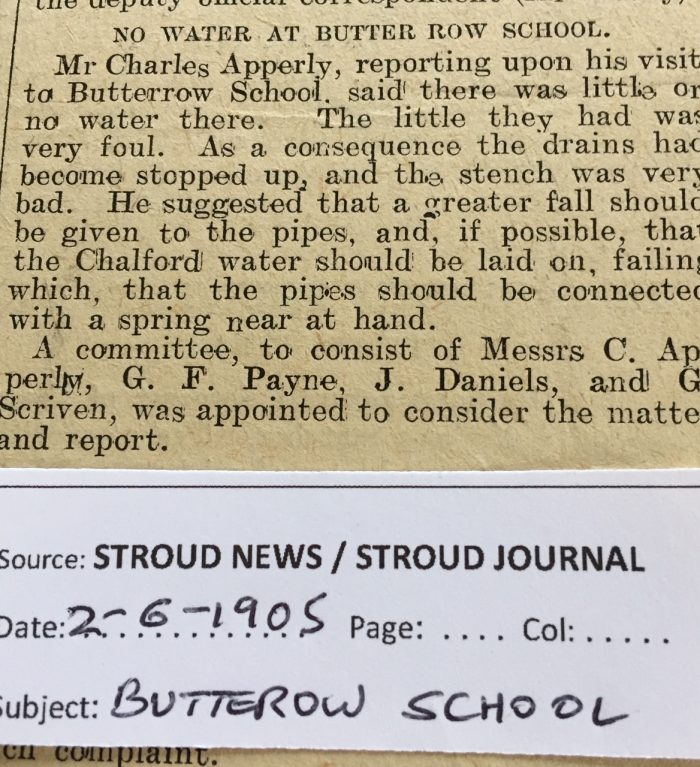 the deputy official correspondent
NO WATER AT BUTTER ROW SCHOOL.
Mr Charles Apperly, reporting upon his visit
to Butterrow School, said there was little or
no water there. The little they had was
very foul. As a consequence the drains had
become stopped up, and the stench was very
bad. He suggested that a greater fall should
be given to the pipes, and, if possible, that
the Chalford water should be laid on, failing
which, that the pipes should be connected
with a spring near at hand.
A committee, to consist of Messrs C. Ap-
perly, G. F. Payne, J. Daniels, and G.
Scriven, was appointed to consider the matter
and report.
Source: STROUD NEWS / STROUD JOURNAL
Date: 2-6-1905 Page: .... Col: .....
Subject: BUTTEROW SCHOOL
complaint.